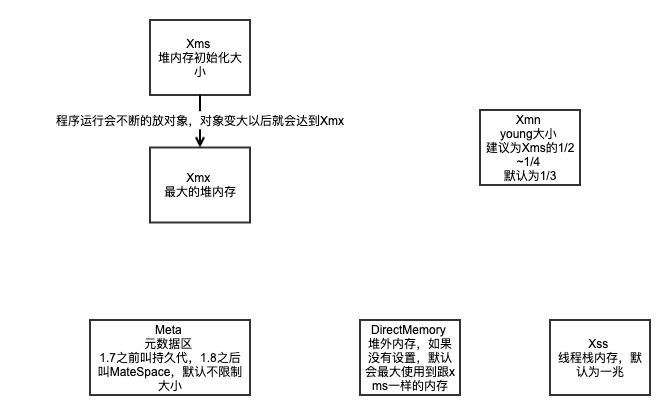 Xms
堆内存初始化大
小
程序运行会不断的放对象，对象变大以后就会达到Xmx
Xmx
最大的堆内存
Xmn
young大小
建议为Xms的1/2
~1/4
默认为1/3
Meta
元数据区
1.7之前叫持久代，1.8之后
叫MateSpace，默认不限制
大小
DirectMemory
堆外内存，如果
没有设置，默认
会最大使用到跟x
ms一样的内存
Xss
线程栈内存，默
认为一兆